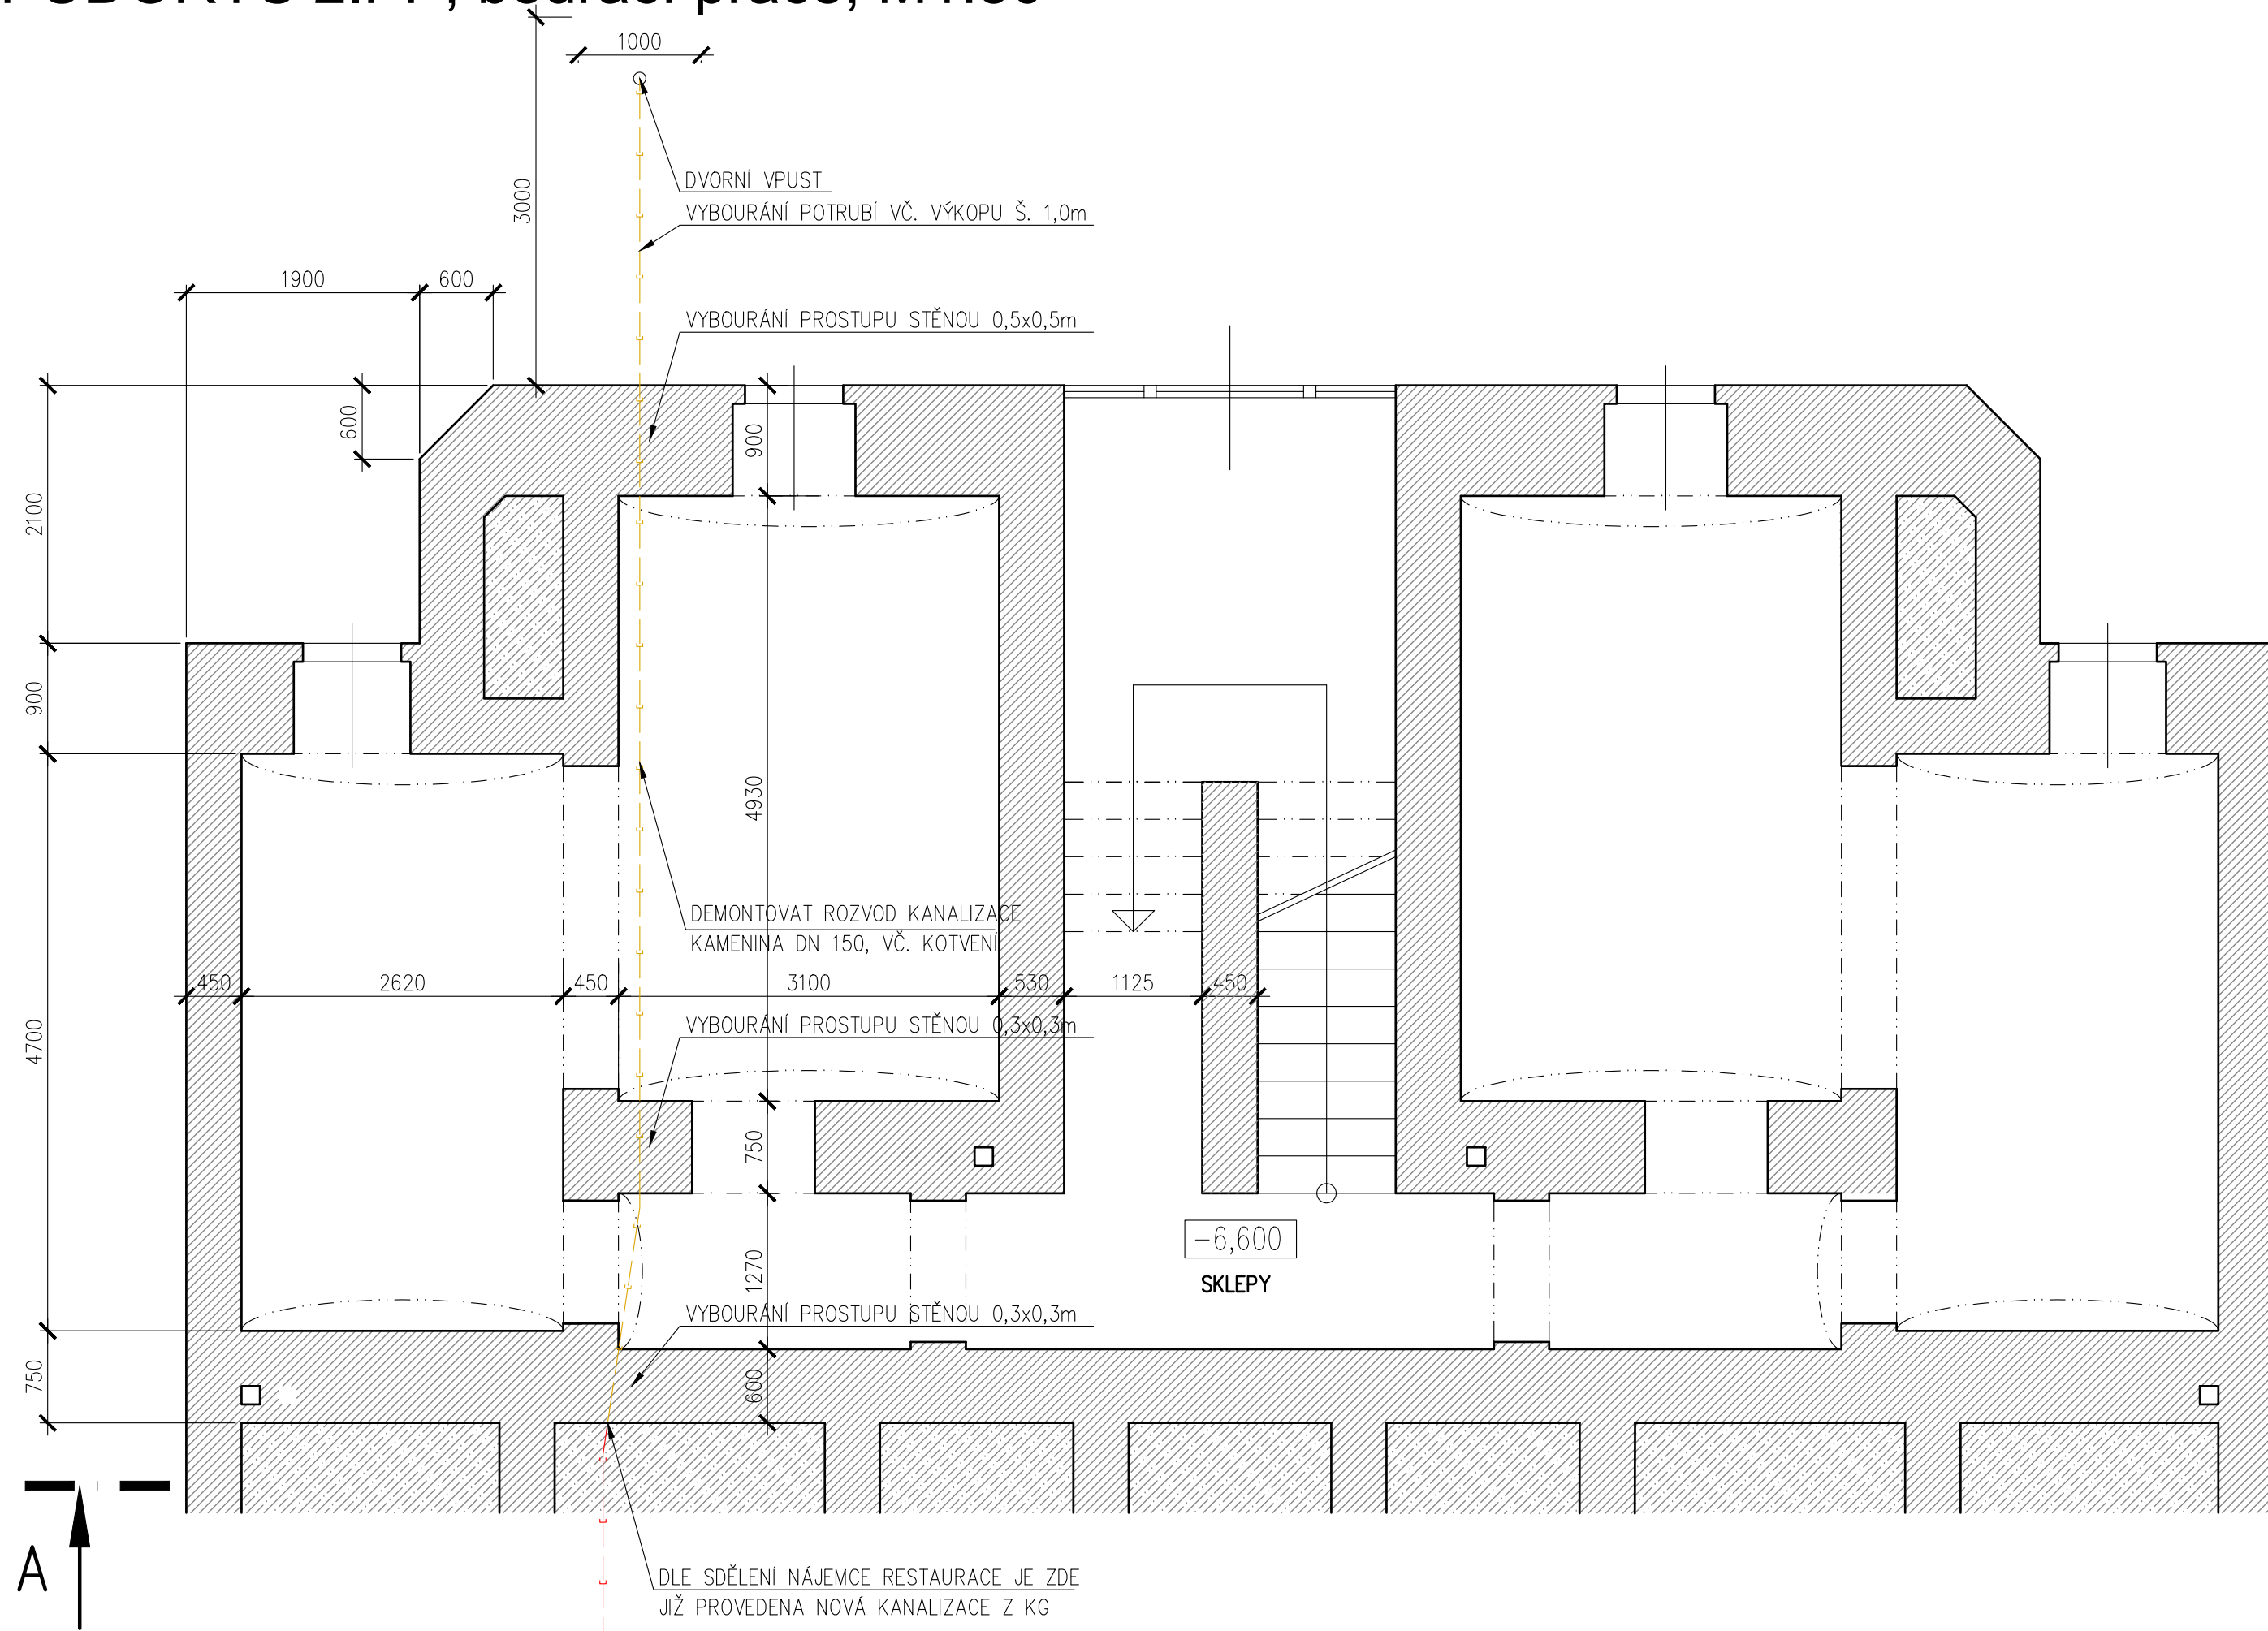 1000
DVORNÍ VPUST
3000
VYBOURÁNÍ POTRUBÍ VČ. VÝKOPU Š. 1,0m
1900
600
VYBOURÁNÍ PROSTUPU STĚNOU 0,5x0,5m
600
900
2100
900
4930
DEMONTOVAT ROZVOD KANALIZACE
KAMENINA DN 150, VČ. KOTVENÍ
450
2620
450
3100
530
1125
450
VYBOURÁNÍ PROSTUPU STĚNOU 0,3x0,3m
4700
750
-6,600
1270
SKLEPY
VYBOURÁNÍ PROSTUPU STĚNOU 0,3x0,3m
750
600
A
DLE SDĚLENÍ NÁJEMCE RESTAURACE JE ZDE
JIŽ PROVEDENA NOVÁ KANALIZACE Z KG